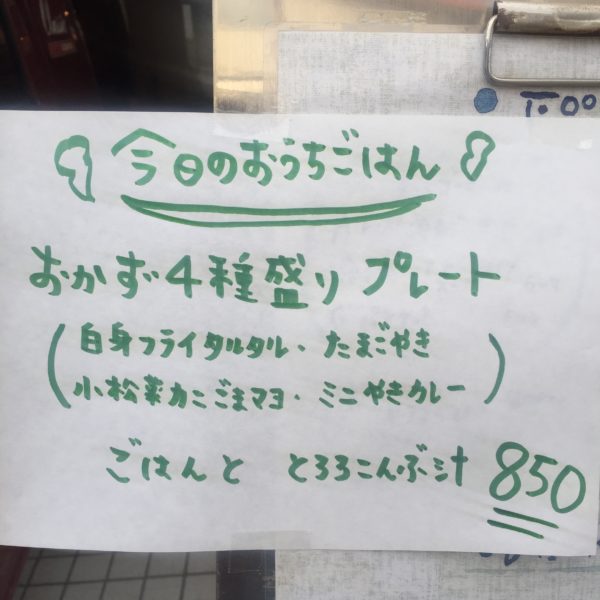 今日のおうちごはん
おかず4種盛り プレート
(白身フライタルタル・たまごやき
小松菜カニごまマヨ・ミニやきカレー)
ごはんと とろろこんぶ汁 850